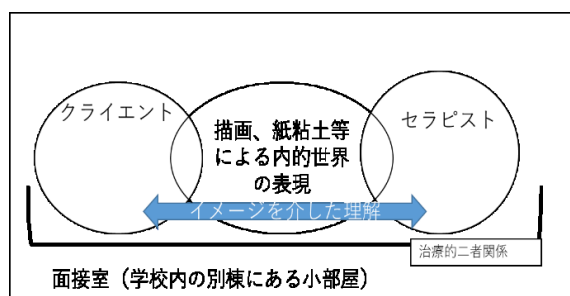 クライエント
描画、紙粘土等
による内的世界
の表現
セラピスト
イメージを介した理解
治療的二者関係
面接室（学校内の別棟にある小部屋）